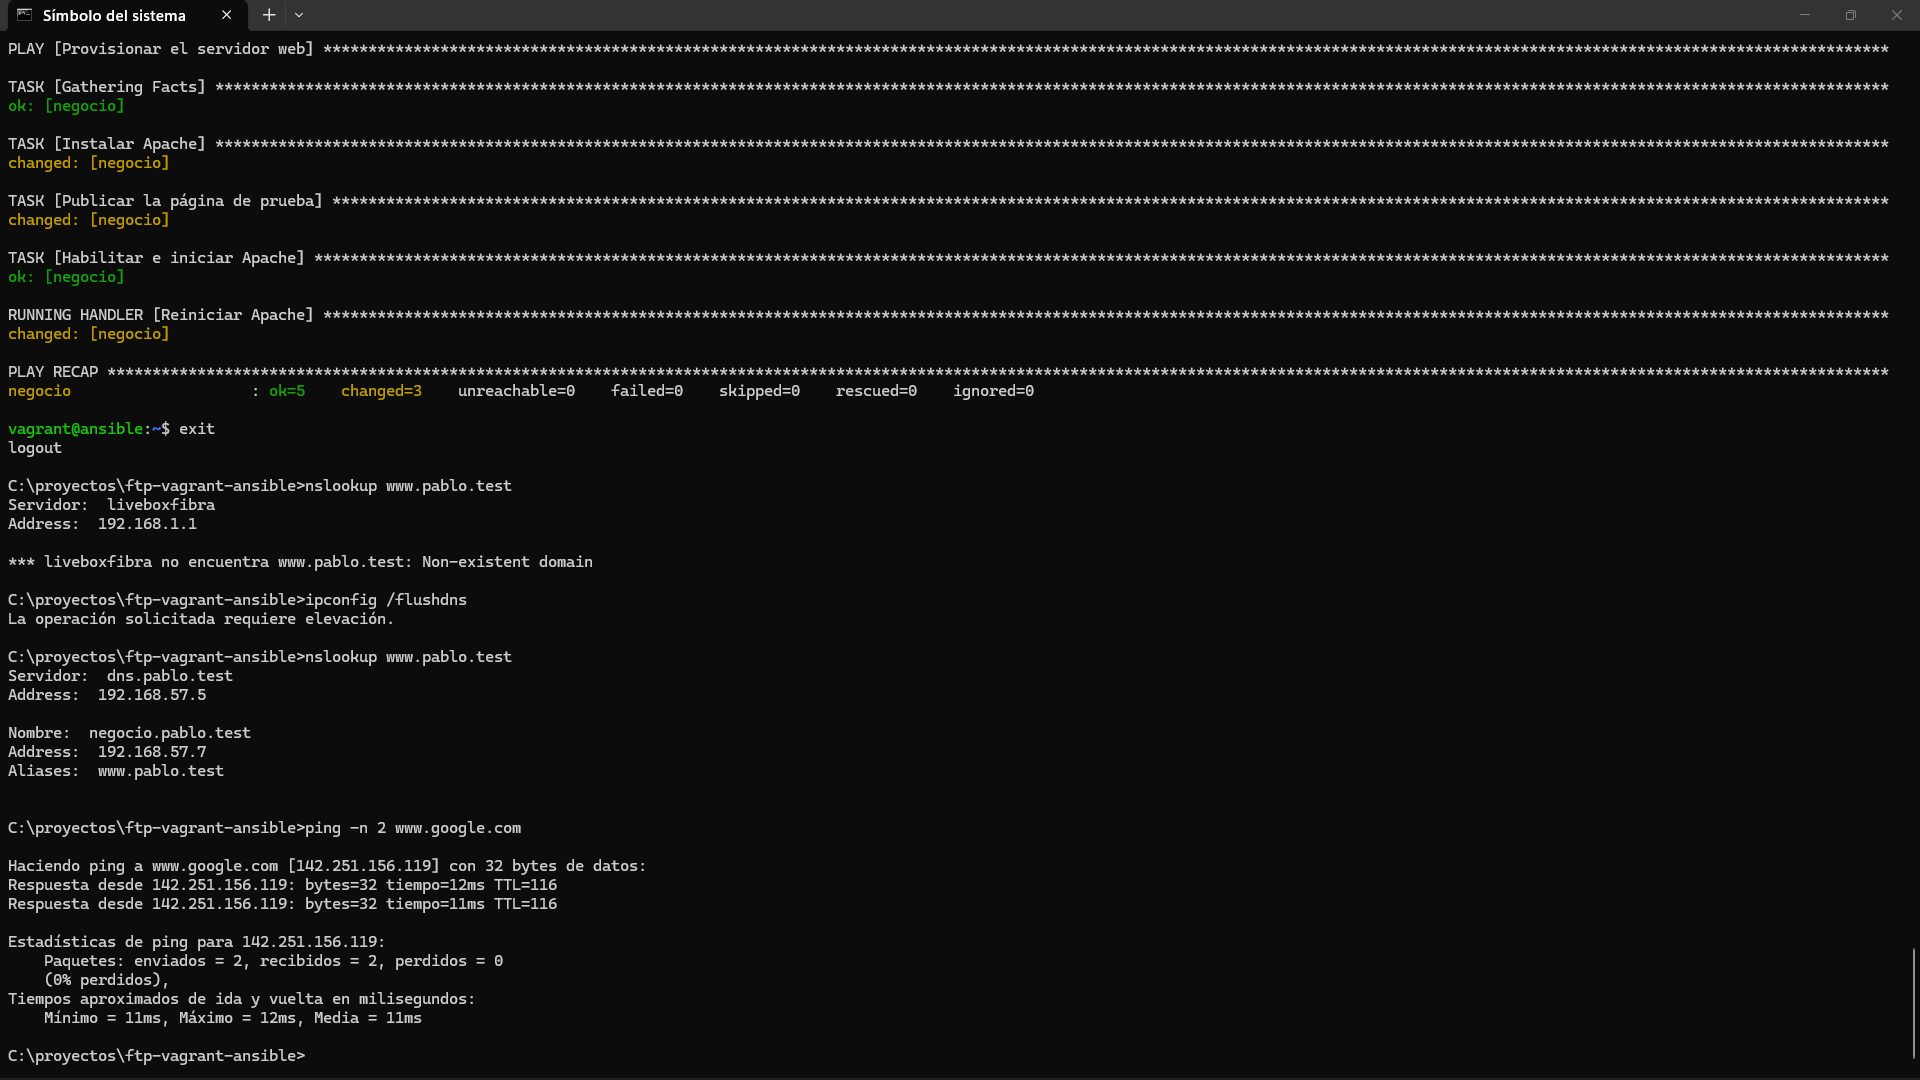 Símbolo del sistema
PLAY [Provisionar el servidor web] ******************************************************************************************************************************************************************************
TASK [Gathering Facts] ******************************************************************************************************************************************************************************************
ok: [negocio]
TASK [Instalar Apache] ******************************************************************************************************************************************************************************************
changed: [negocio]
TASK [Publicar la página de prueba] *****************************************************************************************************************************************************************************
changed: [negocio]
TASK [Habilitar e iniciar Apache] *******************************************************************************************************************************************************************************
ok: [negocio]
RUNNING HANDLER [Reiniciar Apache] ******************************************************************************************************************************************************************************
changed: [negocio]
PLAY RECAP ******************************************************************************************************************************************************************************************************
negocio                    : ok=5    changed=3    unreachable=0    failed=0    skipped=0    rescued=0    ignored=0
vagrant@ansible:~$ exit
logout
C:\proyectos\ftp-vagrant-ansible>nslookup www.pablo.test
Servidor:  liveboxfibra
Address:  192.168.1.1
*** liveboxfibra no encuentra www.pablo.test: Non-existent domain
C:\proyectos\ftp-vagrant-ansible>ipconfig /flushdns
La operación solicitada requiere elevación.
C:\proyectos\ftp-vagrant-ansible>nslookup www.pablo.test
Servidor:  dns.pablo.test
Address:  192.168.57.5
Nombre:  negocio.pablo.test
Address:  192.168.57.7
Aliases:  www.pablo.test
C:\proyectos\ftp-vagrant-ansible>ping -n 2 www.google.com
Haciendo ping a www.google.com [142.251.156.119] con 32 bytes de datos:
Respuesta desde 142.251.156.119: bytes=32 tiempo=12ms TTL=116
Respuesta desde 142.251.156.119: bytes=32 tiempo=11ms TTL=116
Estadísticas de ping para 142.251.156.119:
    Paquetes: enviados = 2, recibidos = 2, perdidos = 0
    (0% perdidos),
Tiempos aproximados de ida y vuelta en milisegundos:
    Mínimo = 11ms, Máximo = 12ms, Media = 11ms
C:\proyectos\ftp-vagrant-ansible>